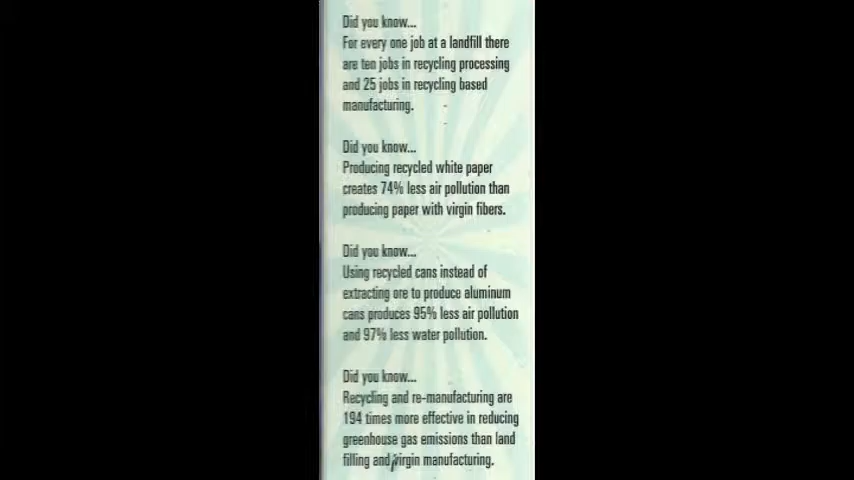 Did you know...
For every one job at a landfill there
are ten jobs in recycling processing
and 25 jobs in recycling based
manufacturing.
Did you know...
Producing recycled white paper
creates 74% less air pollution than
producing paper with virgin fibers.
Did you know...
Using recycled cans instead of
extracting ore to produce aluminum
cans produces 95% less air pollution
and 97% less water pollution.
Did you know...
Recycling and re-manufacturing are
194 times more effective in reducing
greenhouse gas emissions than land
filling and virgin manufacturing.